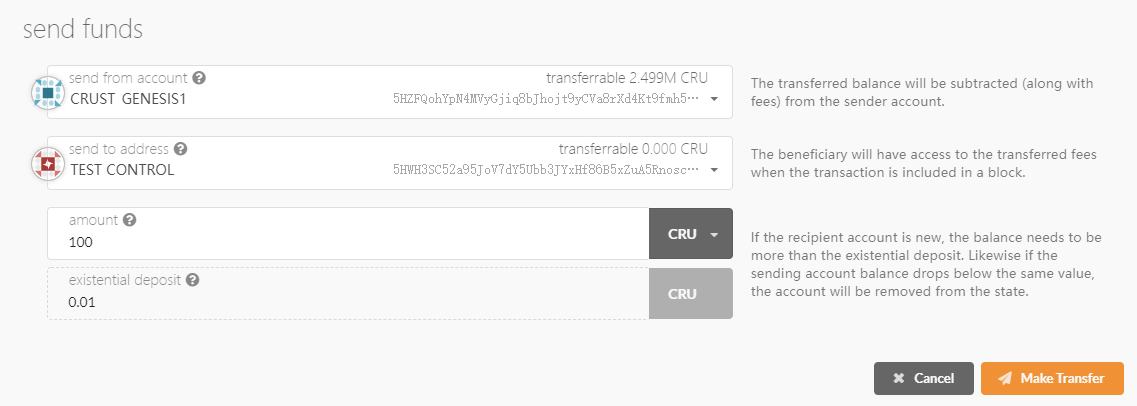 send funds
send from account
transferrable 2.499M CRU
CRUST GENESIS1
5HZFQohYpN4MVyGjiq8bJhojt9yCVa8rXd4Kt9fmh5…
The transferred balance will be subtracted (along with
fees) from the sender account.
send to address
transferrable 0.000 CRU
TEST CONTROL
5HWH3SC52a95JoV7dY5Ubb3JYxHf86B5xZuA5Rnosc…
The beneficiary will have access to the transferred fees
when the transaction is included in a block.
amount
100
CRU
existential deposit
0.01
CRU
If the recipient account is new, the balance needs to be
more than the existential deposit. Likewise if the
sending account balance drops below the same value,
the account will be removed from the state.
Cancel
Make Transfer